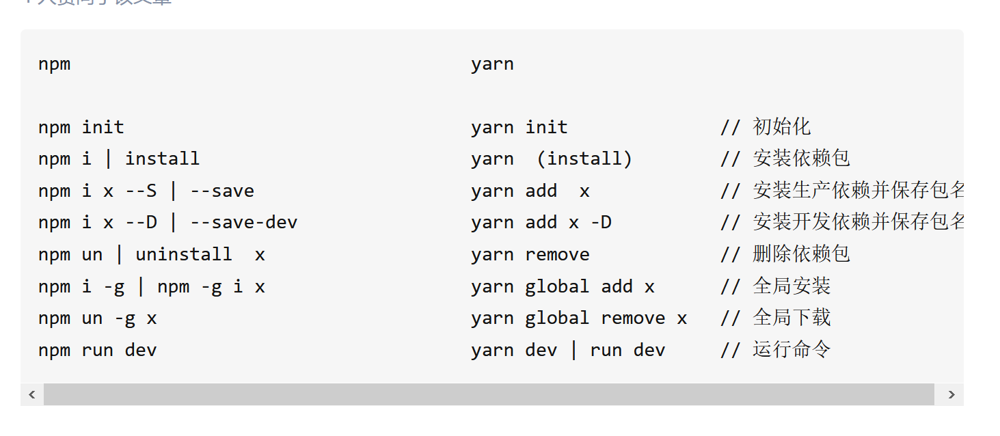 npm yarn
npm init yarn init // 初始化
npm i | install yarn (install) // 安装依赖包
npm i x --S | --save yarn add x // 安装生产依赖并保存包名
npm i x --D | --save-dev yarn add x -D // 安装开发依赖并保存包名
npm un | uninstall x yarn remove // 删除依赖包
npm i -g | npm -g i x yarn global add x // 全局安装
npm un -g x yarn global remove x // 全局下载
npm run dev yarn dev | run dev // 运行命令